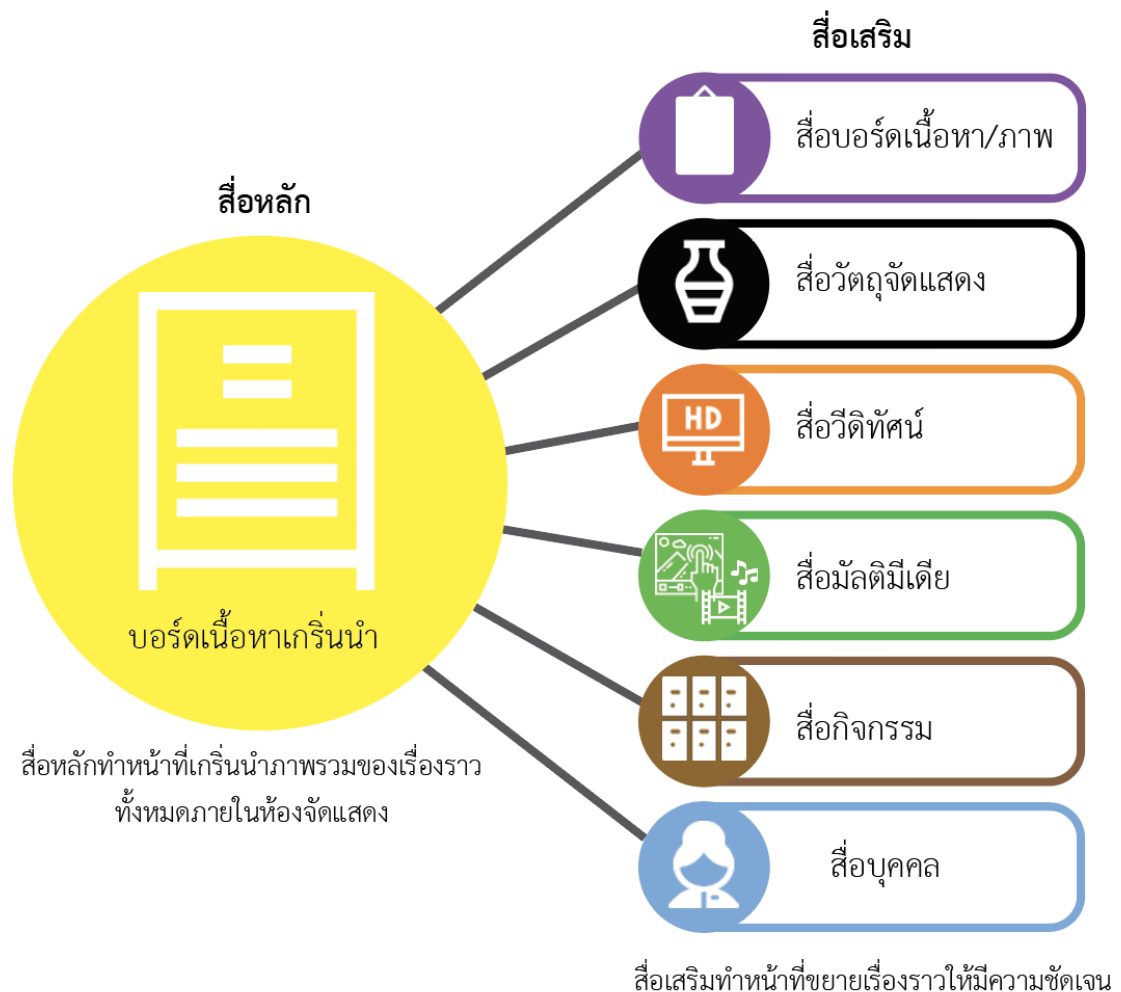 สื่อหลัก
บอร์ดเนื้อหาเกริ่นนำ
สื่อหลักทำหน้าที่เกริ่นนำภาพรวมของเรื่องราว
ทั้งหมดภายในห้องจัดแสดง
สื่อเสริม
สื่อบอร์ดเนื้อหา/ภาพ
สื่อวัตถุจัดแสดง
HD
สื่อวีดิทัศน์
สื่อมัลติมีเดีย
สื่อกิจกรรม
สื่อบุคคล
สื่อเสริมทำหน้าที่ขยายเรื่องราวให้มีความชัดเจน